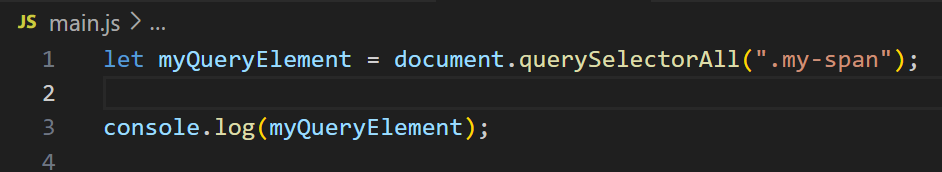 JS main.js > ...
1 let myQueryElement = document.querySelectorAll(".my-span");
2
3 console.log(myQueryElement);
4